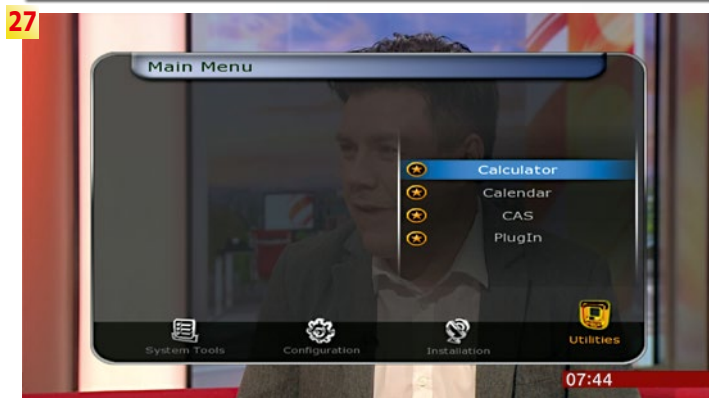 27
Main Menu
Calculator
Calendar
CAS
PlugIn
System Tools
Configuration
Installation
Utilities
07:44